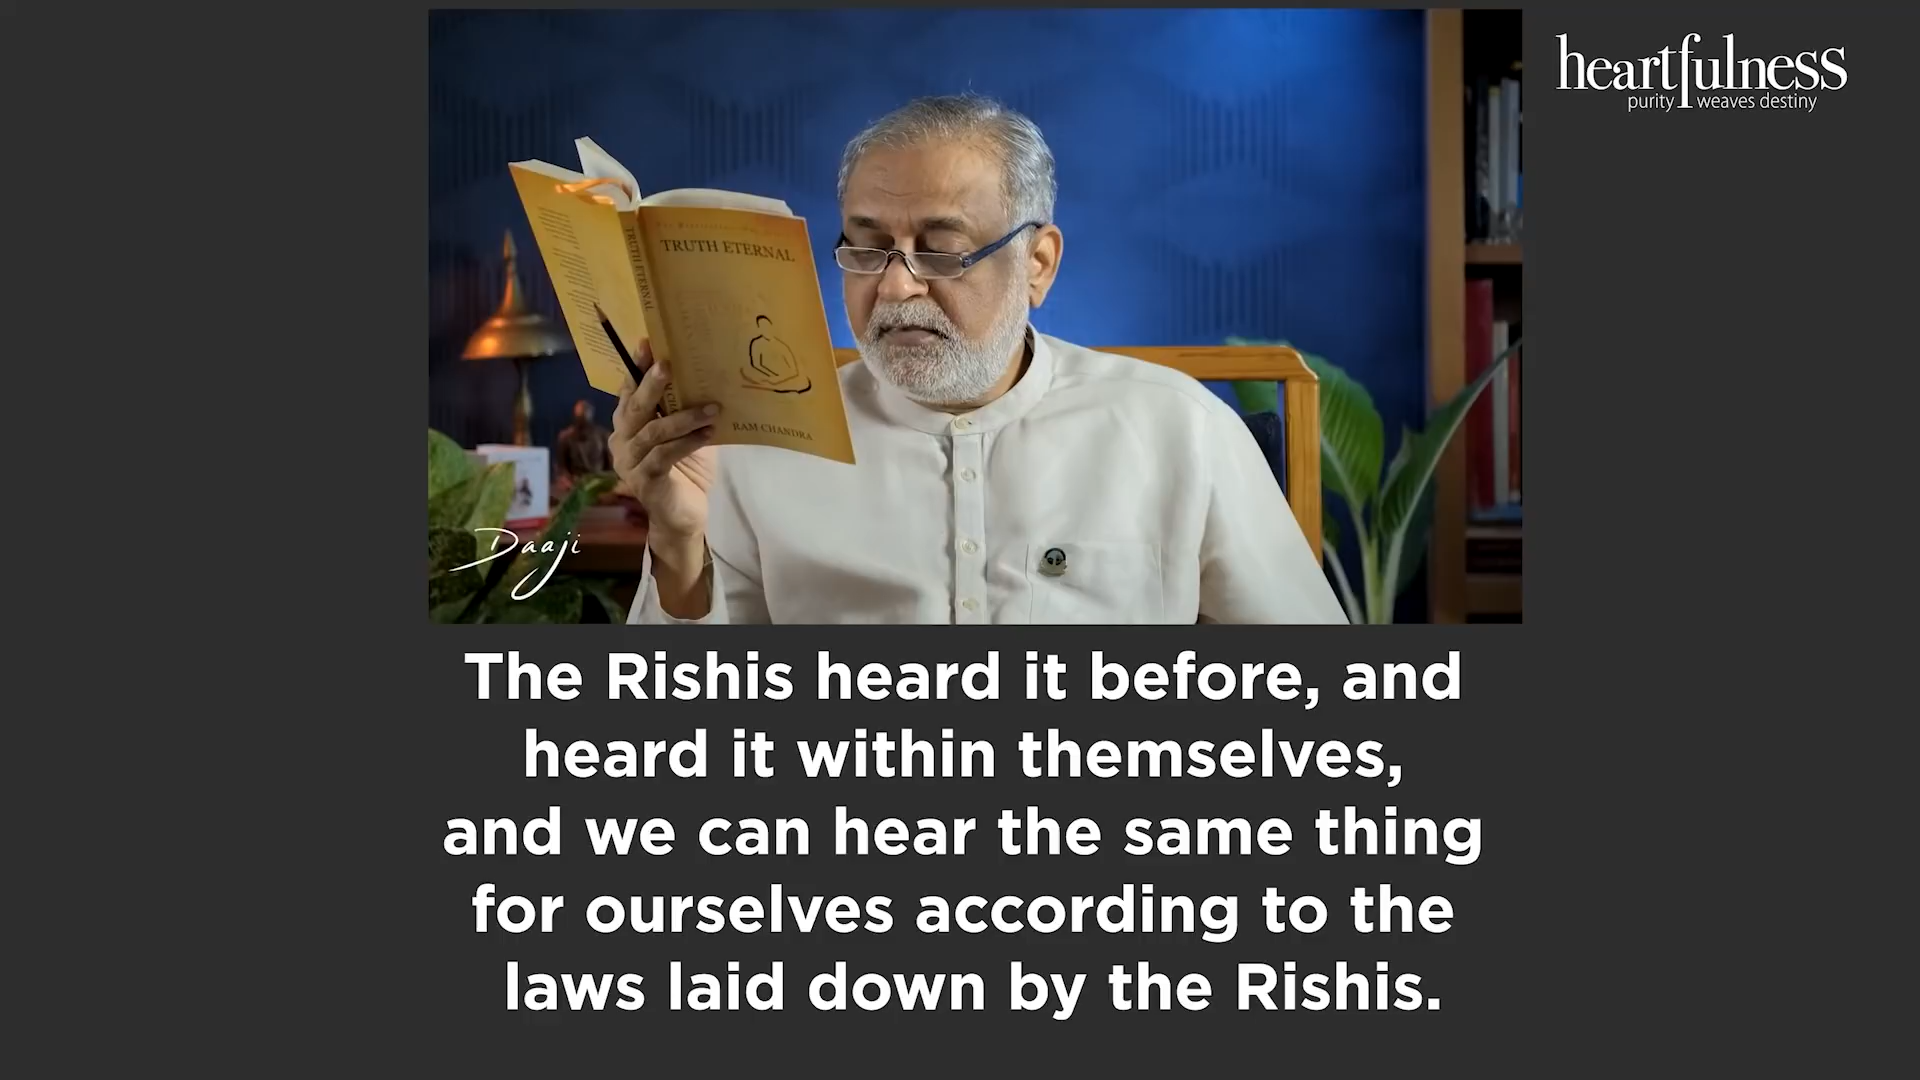 heartfulness
purity weaves destiny
TRUTH ETERNAL
TRUTH ETERNAL
RAM CHANDRA
Daaji
The Rishis heard it before, and
heard it within themselves,
and we can hear the same thing
for ourselves according to the
laws laid down by the Rishis.